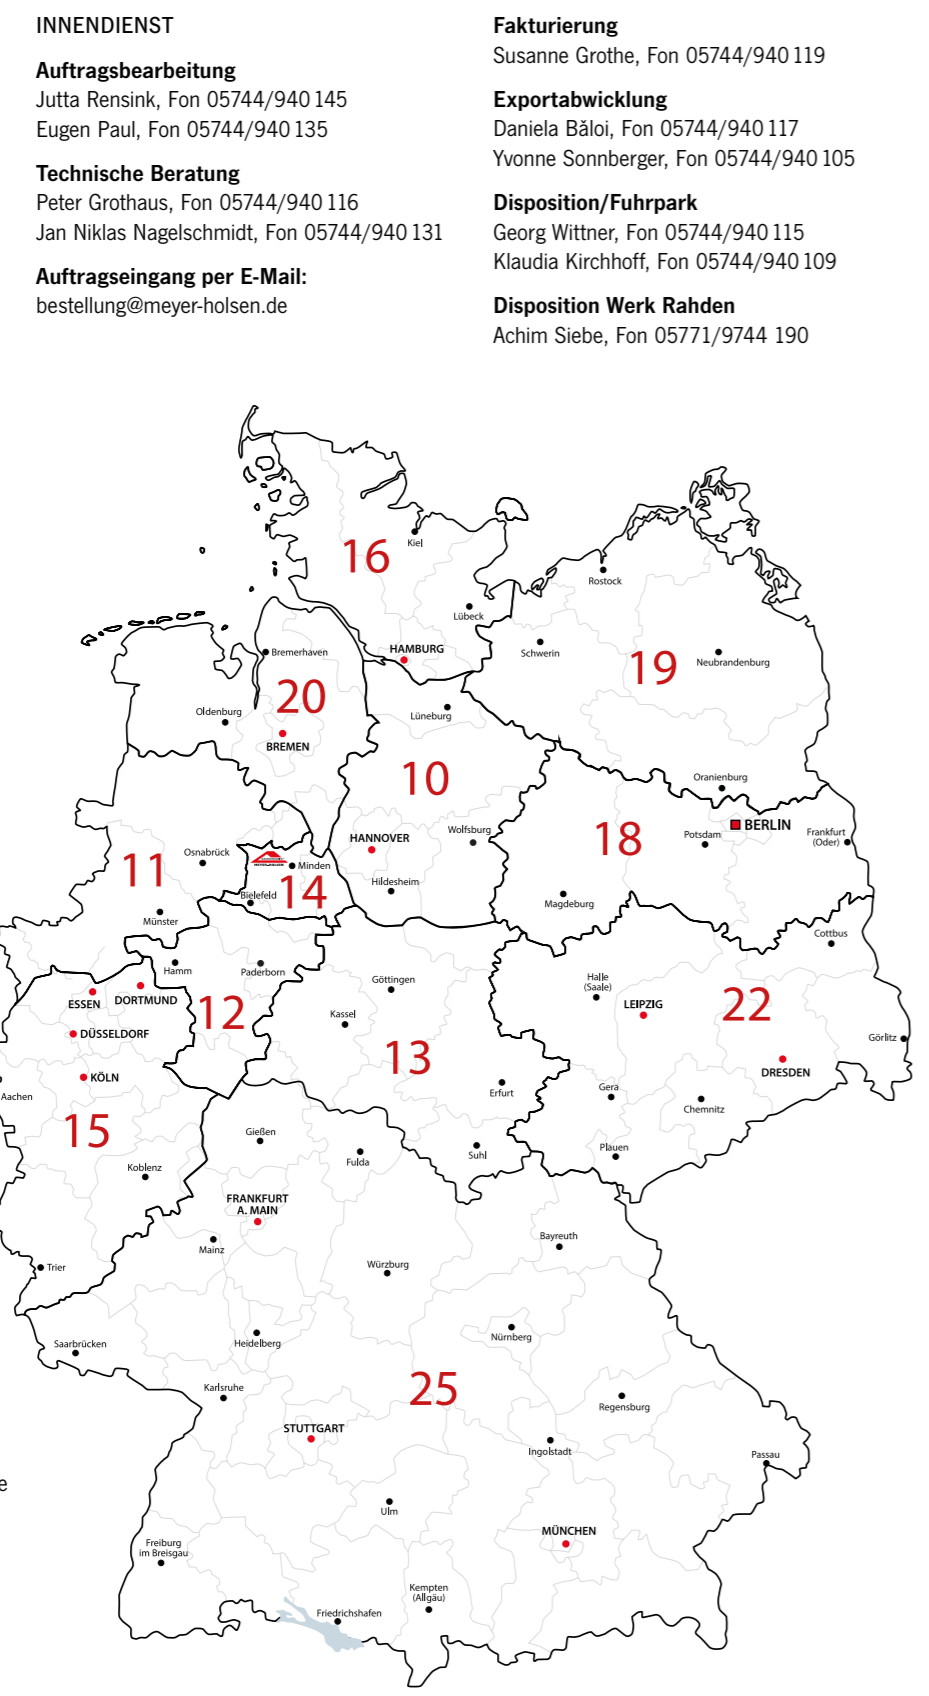 INNENDIENST
Auftragsbearbeitung
Jutta Rensink, Fon 05744/940 145
Eugen Paul, Fon 05744/940 135
Technische Beratung
Peter Grothaus, Fon 05744/940 116
Jan Niklas Nagelschmidt, Fon 05744/940 131
Auftragseingang per E-Mail:
bestellung@meyer-holsen.de
Fakturierung
Susanne Grothe, Fon 05744/940 119
Exportabwicklung
Daniela Băloi, Fon 05744/940 117
Yvonne Sonnberger, Fon 05744/940 105
Disposition/Fuhrpark
Georg Wittner, Fon 05744/940 115
Klaudia Kirchhoff, Fon 05744/940 109
Disposition Werk Rahden
Achim Siebe, Fon 05771/9744 190
Kiel
16
Rostock
Lübeck
HAMBURG
Schwerin
19
Neubrandenburg
Bremerhaven
20
Oldenburg
Lüneburg
BREMEN
10
Oranienburg
BERLIN
18
Potsdam
Frankfurt
(Oder)
HANNOVER
Wolfsburg
Osnabrück
11
Minden
14
Bielefeld
Hildesheim
Magdeburg
Münster
Cottbus
Hamm
Paderborn
Göttingen
Halle
(Saale)
ESSEN
DORTMUND
12
Kassel
LEIPZIG
22
DÜSSELDORF
13
Görlitz
KÖLN
DRESDEN
Aachen
Erfurt
Gera
Chemnitz
15
Gießen
Fulda
Suhl
Plauen
Koblenz
FRANKFURT
A. MAIN
Mainz
Bayreuth
Trier
Würzburg
Saarbrücken
Heidelberg
Nürnberg
25
Karlsruhe
Regensburg
STUTTGART
Ingolstadt
Passau
e
Ulm
MÜNCHEN
Freiburg
im Breisgau
Kempten
(Allgäu)
Friedrichshafen